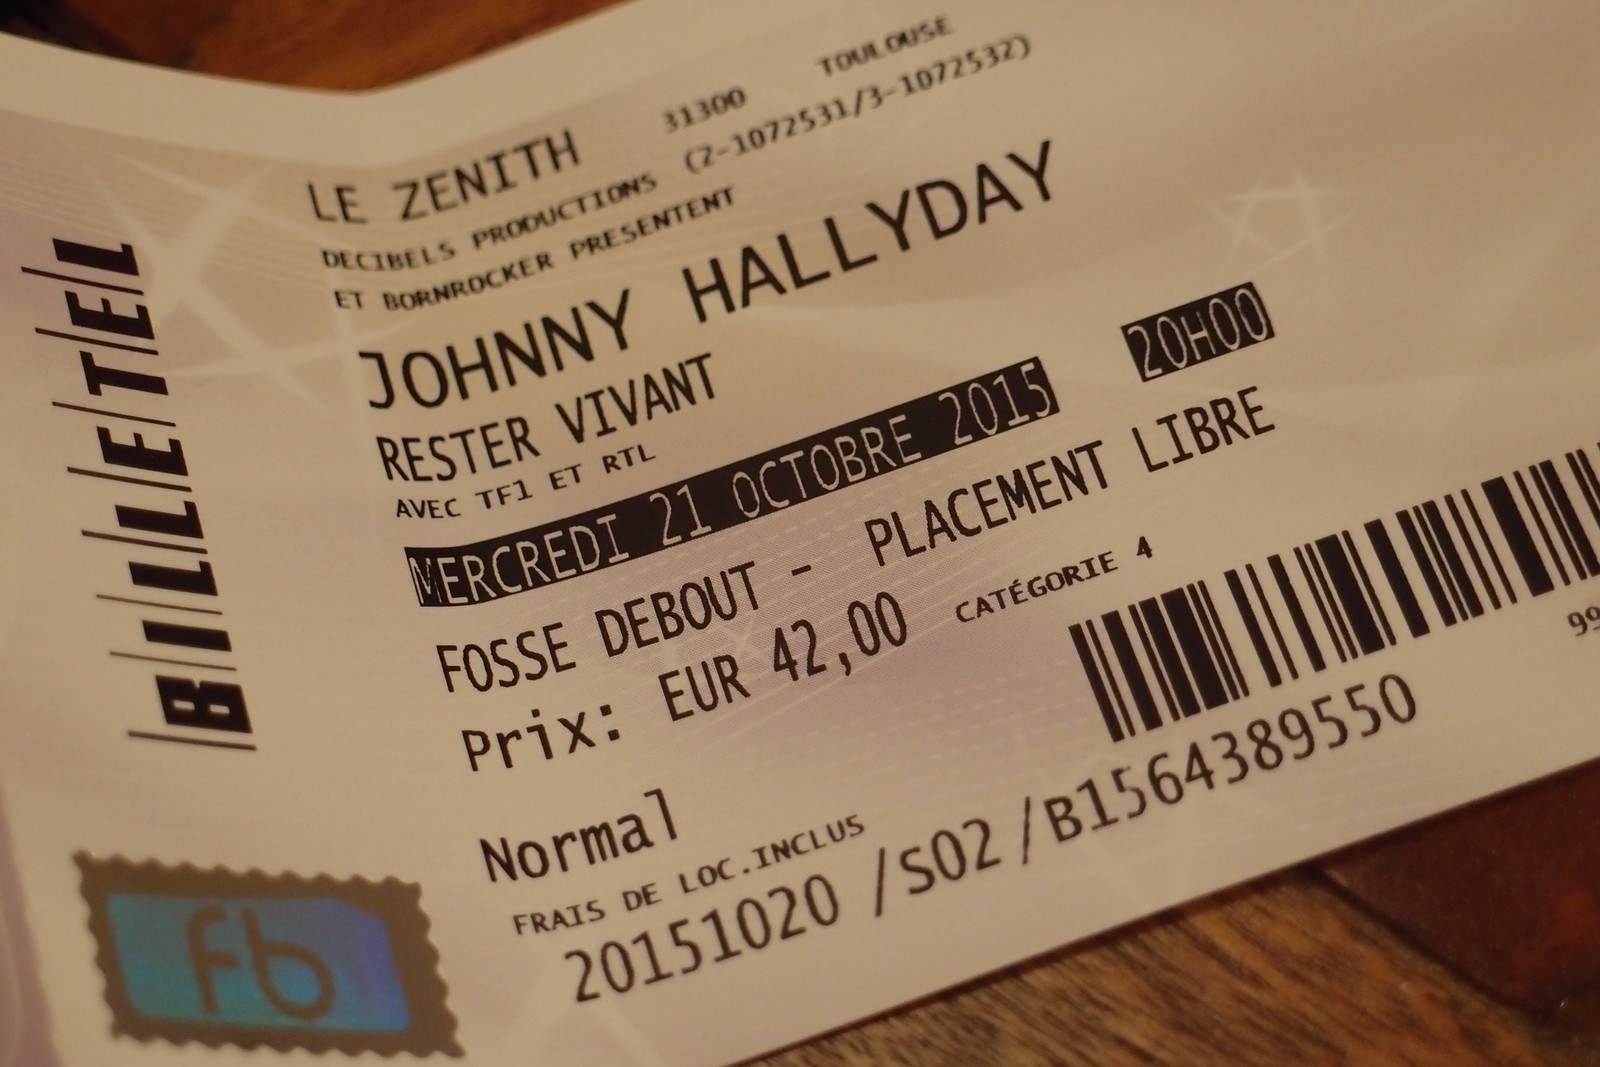 BILLETEL
LE ZENITH 31300 TOULOUSE
DECIBELS PRODUCTIONS (2-1072531/3-1072532)
ET BORNROCKER PRESENTENT
JOHNNY HALLYDAY
RESTER VIVANT
AVEC TF1 ET RTL
MERCREDI 21 OCTOBRE 2015 20H00
FOSSE DEBOUT - PLACEMENT LIBRE
Prix: EUR 42,00 CATÉGORIE 4
Normal
FRAIS DE LOC.INCLUS
99
20151020 /S02 /B1564389550
fb